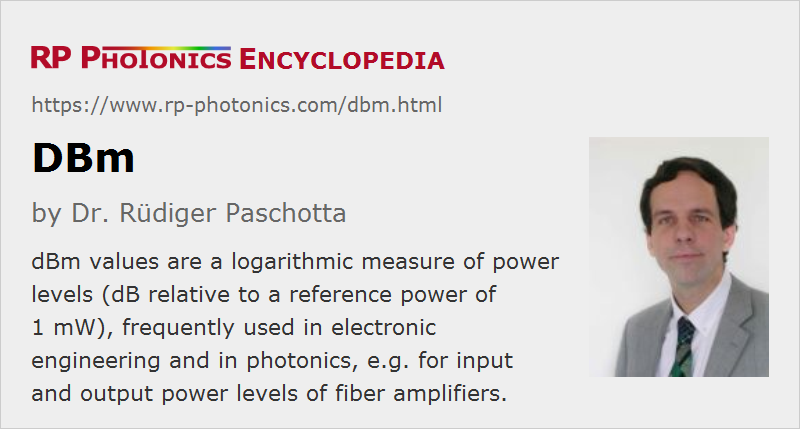 RP PHOTONICS ENCYCLOPEDIA
https://www.rp-photonics.com/dbm.html
DBm
by Dr. Rüdiger Paschotta
dBm values are a logarithmic measure of power
levels (dB relative to a reference power of
1 mW), frequently used in electronic
engineering and in photonics, e.g. for input
and output power levels of fiber amplifiers.